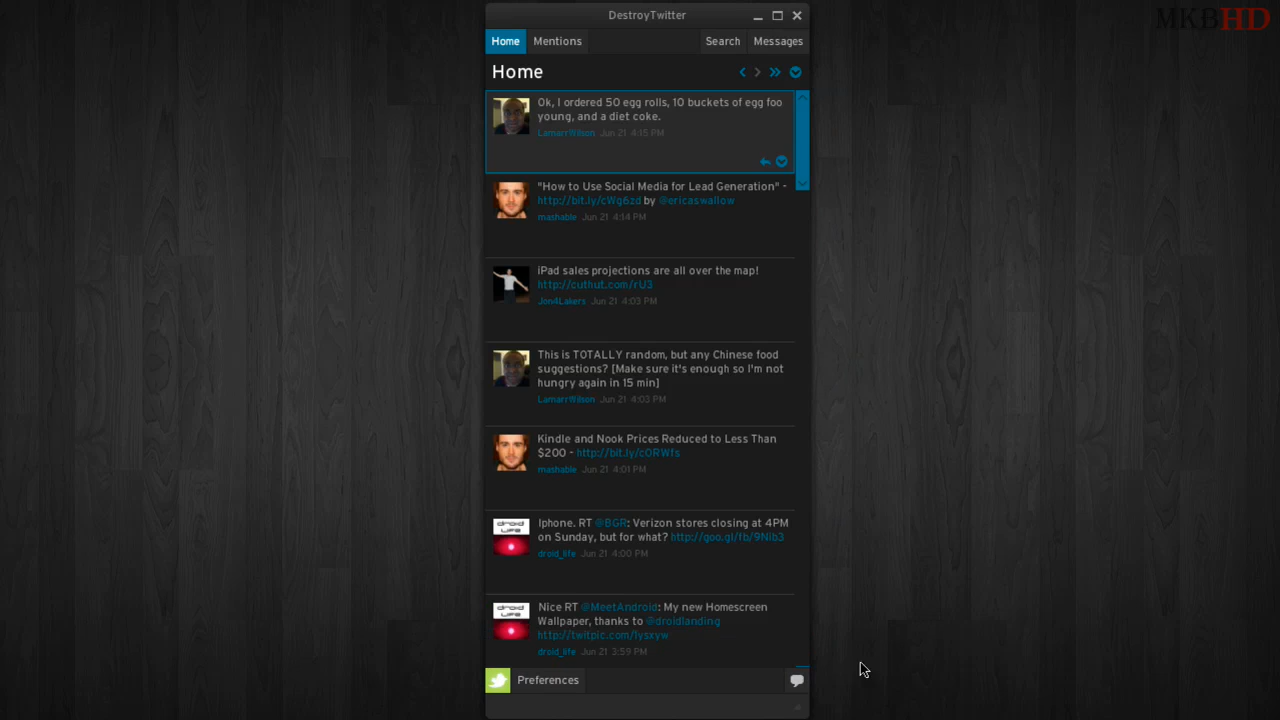 DestroyTwitter
MKBHD
Home Mentions Search Messages
Home
Ok, I ordered 50 egg rolls, 10 buckets of egg foo
young, and a diet coke.
LamarrWilson Jun 21 4:15 PM
"How to Use Social Media for Lead Generation" -
http://bit.ly/cWg6zd by @ericaswallow
mashable Jun 21 4:14 PM
iPad sales projections are all over the map!
http://cuthut.com/rU3
Jon4Lakers Jun 21 4:03 PM
This is TOTALLY random, but any Chinese food
suggestions? [Make sure it's enough so I'm not
hungry again in 15 min]
LamarrWilson Jun 21 4:03 PM
Kindle and Nook Prices Reduced to Less Than
$200 - http://bit.ly/cORWfs
mashable Jun 21 4:01 PM
DROID
LIFE
Iphone. RT @BGR: Verizon stores closing at 4PM
on Sunday, but for what? http://goo.gl/fb/9Nlb3
droid_life Jun 21 4:00 PM
DROID
LIFE
Nice RT @MeetAndroid: My new Homescreen
Wallpaper, thanks to @droidlanding
http://twitpic.com/1ysxyw
droid_life Jun 21 3:59 PM
Preferences